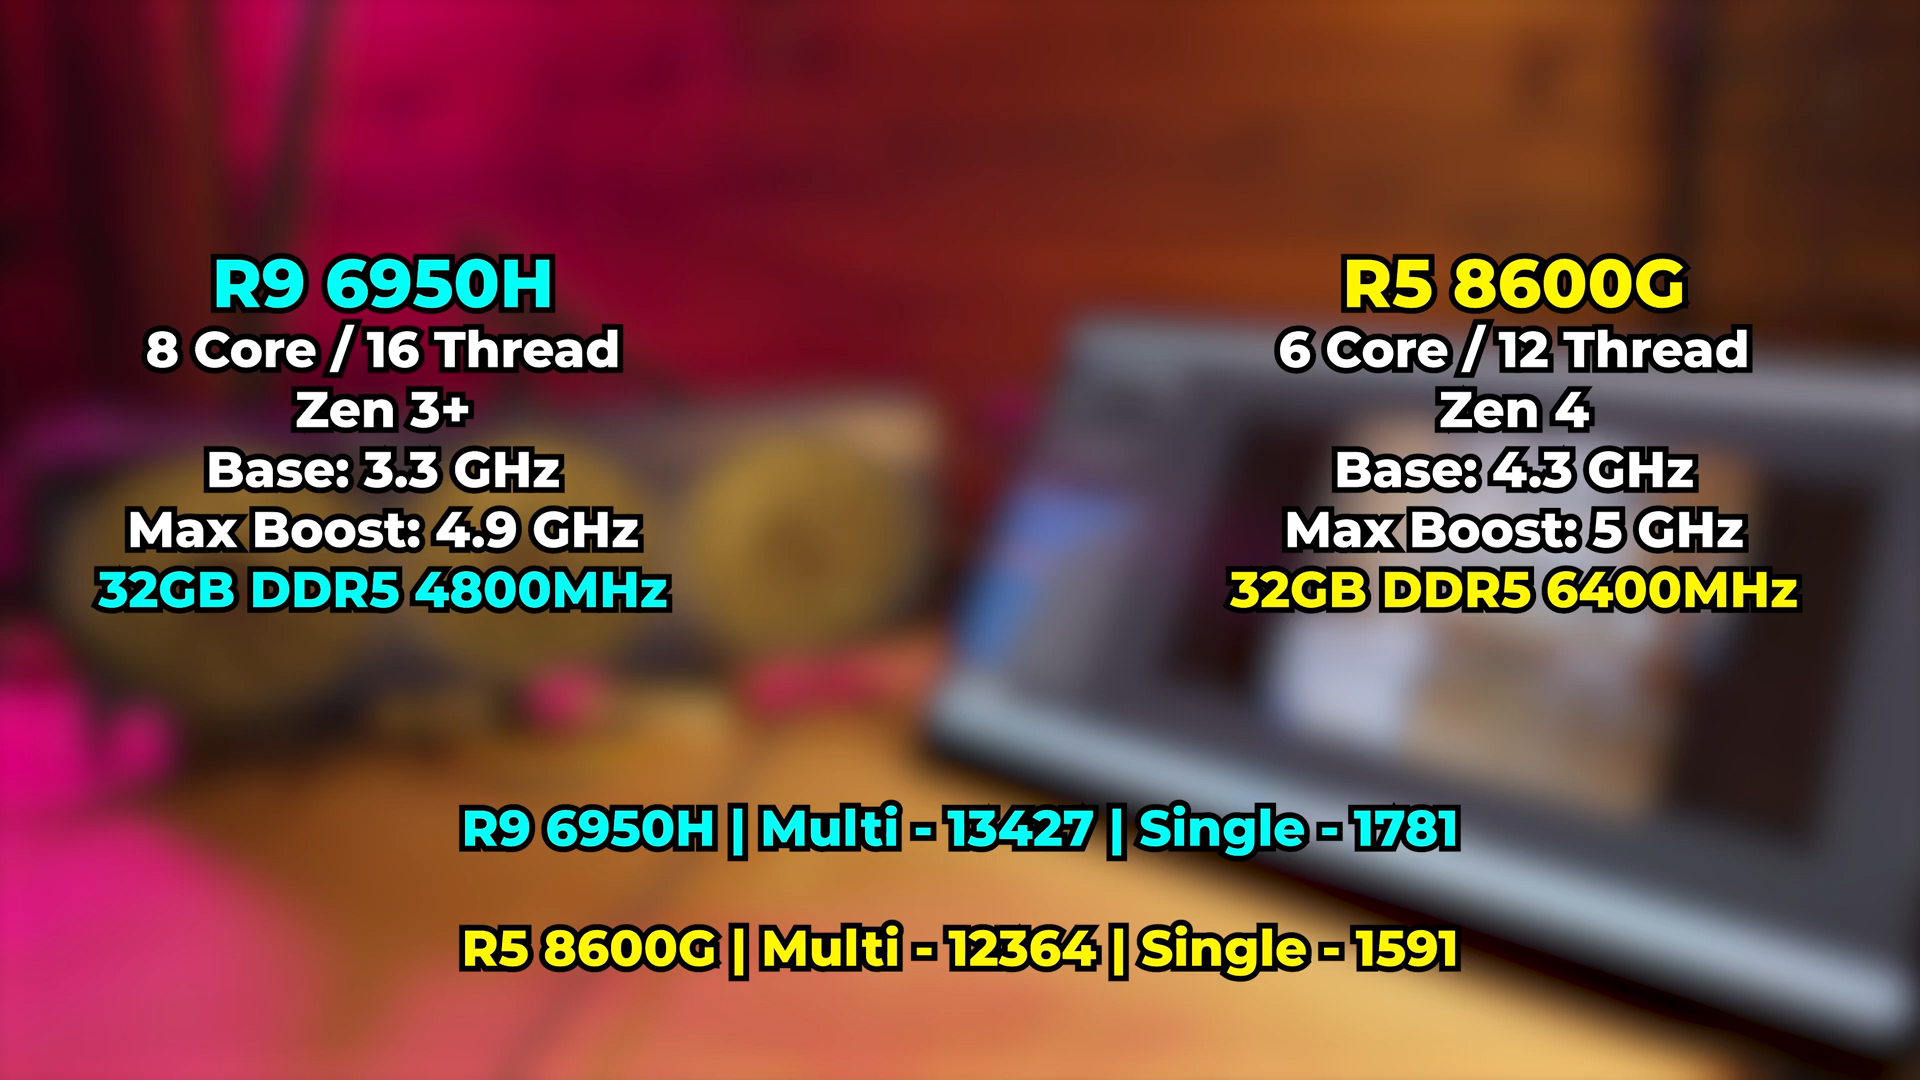 R9 6950H
8 Core / 16 Thread
Zen 3+
Base: 3.3 GHz
Max Boost: 4.9 GHz
32GB DDR5 4800MHz
R5 8600G
6 Core / 12 Thread
Zen 4
Base: 4.3 GHz
Max Boost: 5 GHz
32GB DDR5 6400MHz
R9 6950H | Multi - 13427 | Single - 1781
R5 8600G | Multi - 12364 | Single - 1591